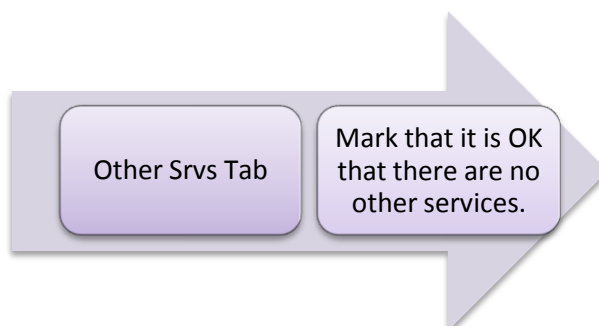 Other Srvs Tab
Mark that it is OK
that there are no
other services.